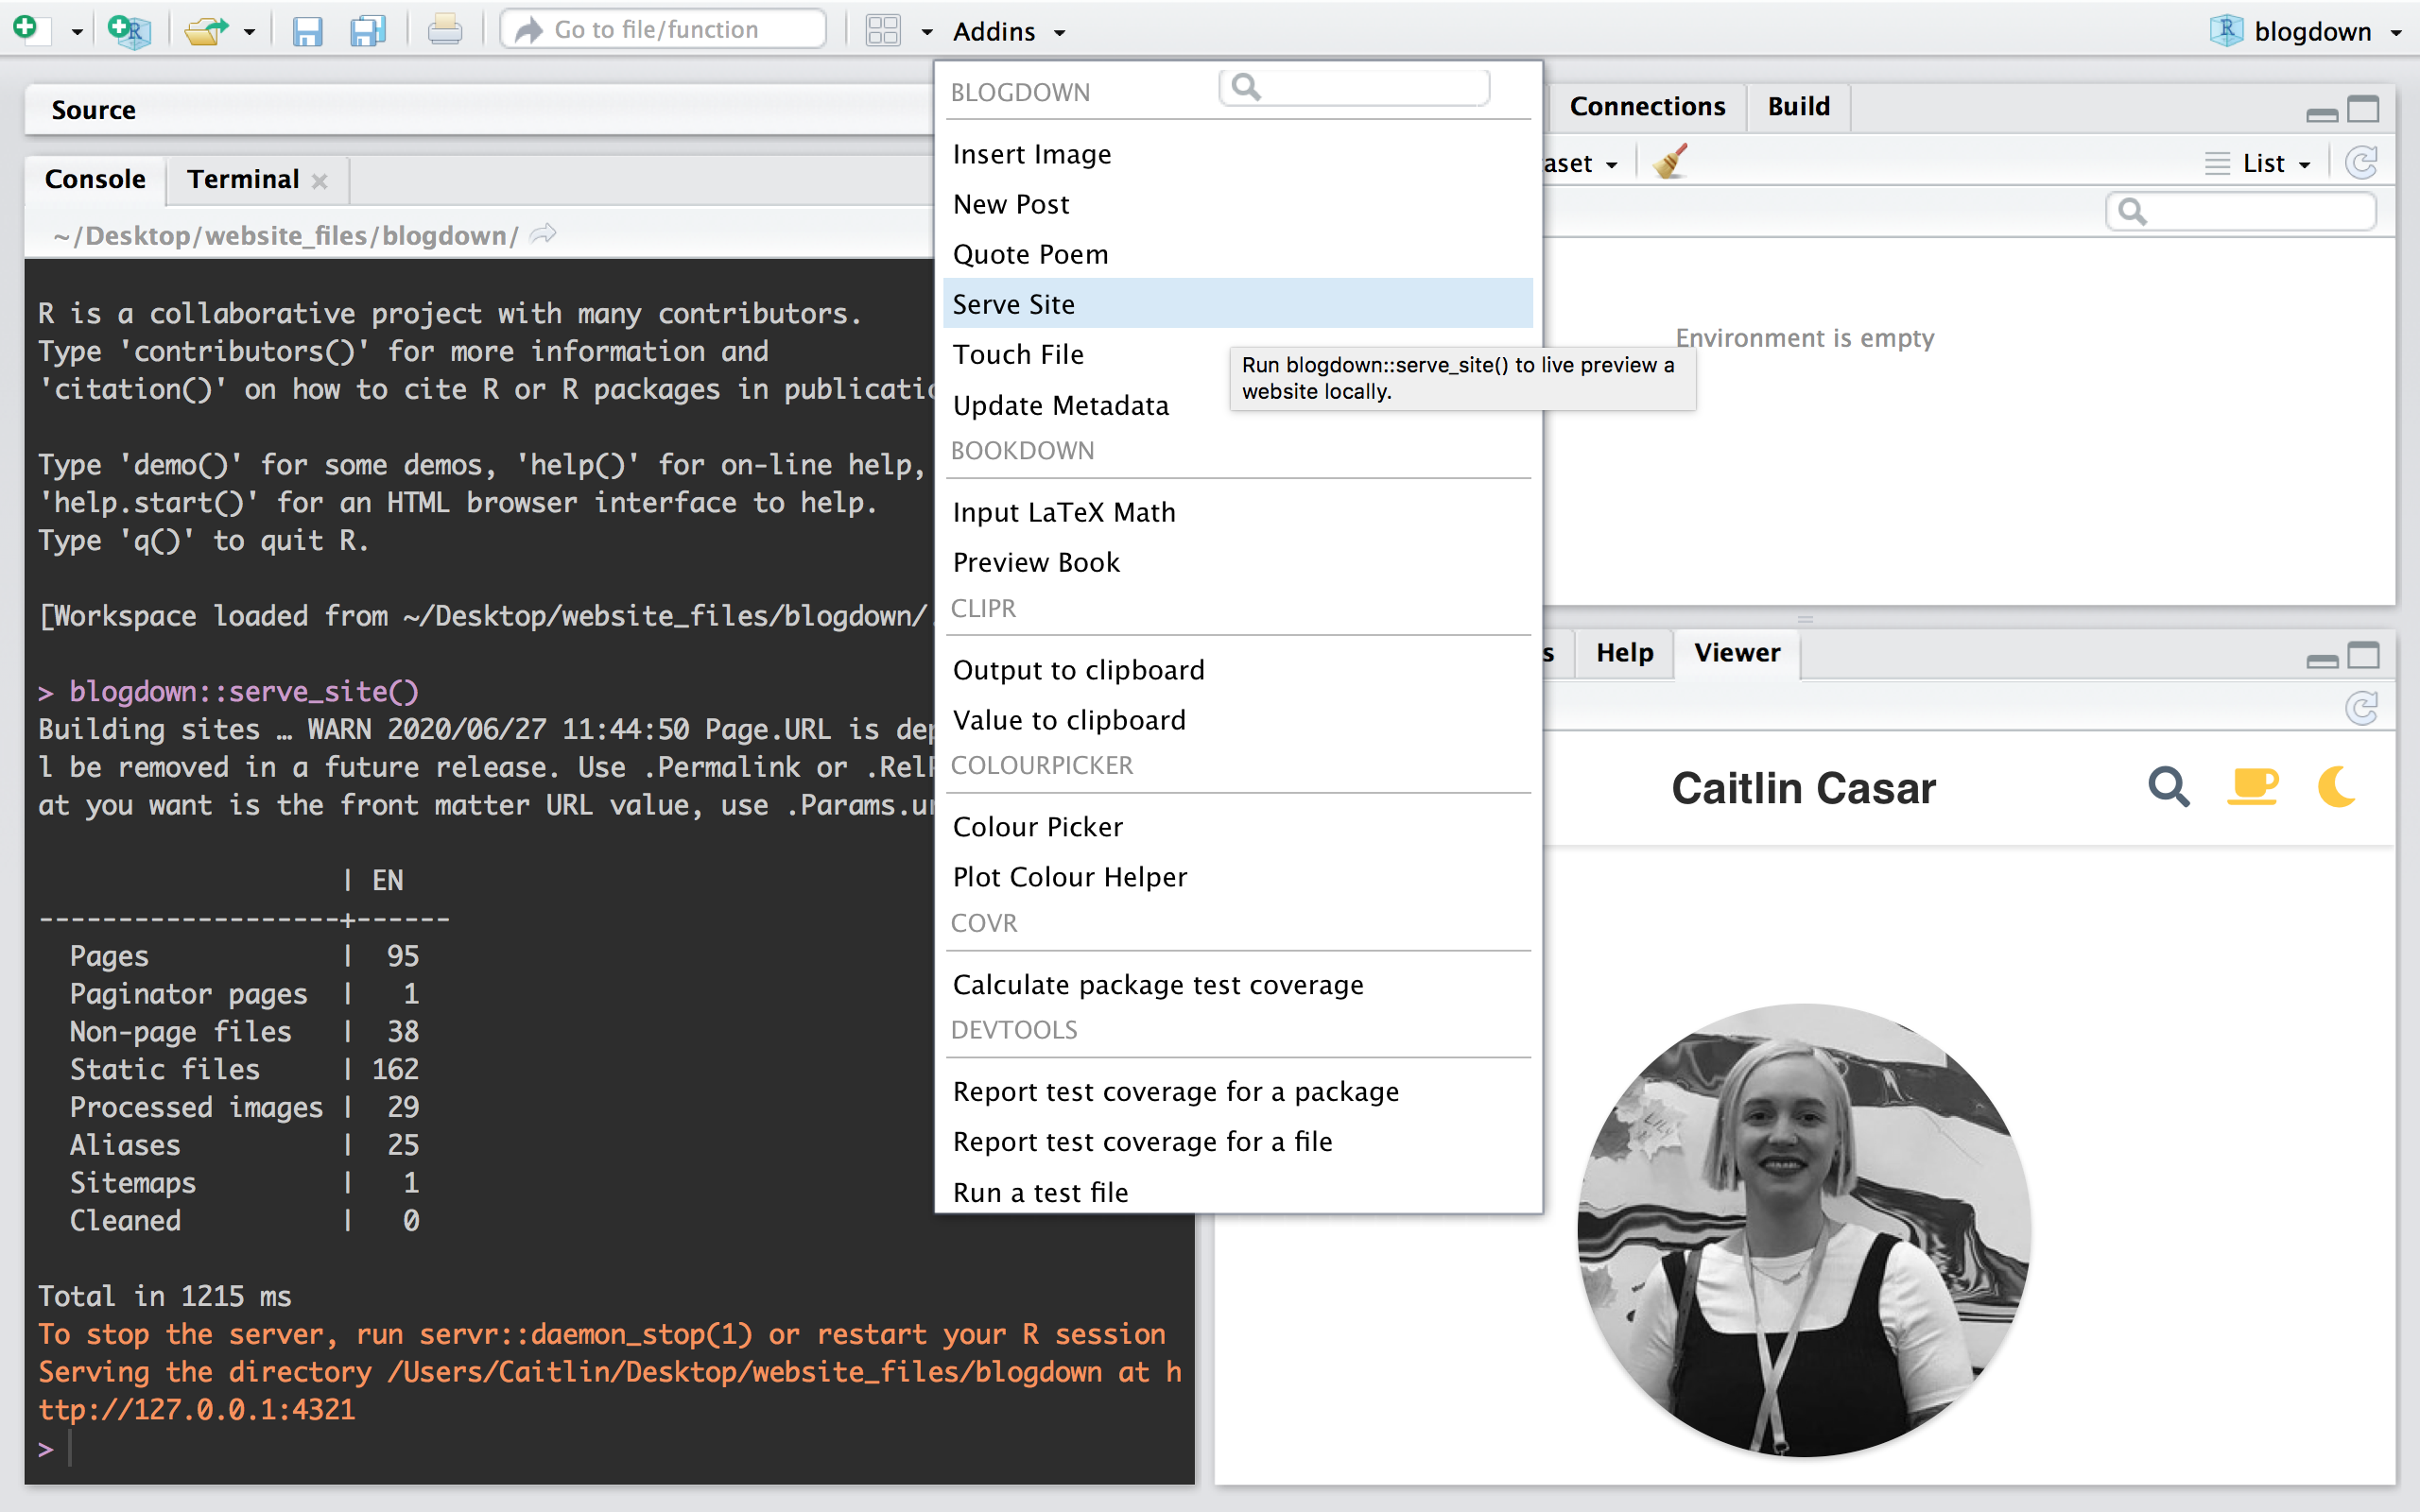 Go to file/function
Addins
blogdown
Source
Console
Terminal
~/Desktop/website_files/blogdown/
R is a collaborative project with many contributors.
Type 'contributors()' for more information and
'citation()' on how to cite R or R packages in
Type 'demo()' for some demos, 'help()' for on-line help,
'help.start()' for an HTML browser interface to help.
Type 'q()' to quit R.
[Workspace loaded from ~/Desktop/website_files/blogdown/
> blogdown::serve_site()
Building sites … WARN 2020/06/27 11:44:50 Page.URL is
l be removed in a future release. Use .Permalink or
at you want is the front matter URL value, use
| EN
-------------------+------
Pages | 95
Paginator pages | 1
Non-page files | 38
Static files | 162
Processed images | 29
Aliases | 25
Sitemaps | 1
Cleaned | 0
Total in 1215 ms
To stop the server, run servr::daemon_stop(1) or restart your R session
Serving the directory /Users/Caitlin/Desktop/website_files/blogdown at h
ttp://127.0.0.1:4321
>
BLOGDOWN
Insert Image
New Post
Quote Poem
Serve Site
Touch File
Update Metadata
BOOKDOWN
Input LaTeX Math
Preview Book
CLIPR
Output to clipboard
Value to clipboard
COLOURPICKER
Colour Picker
Plot Colour Helper
COVR
Calculate package test coverage
DEVTOOLS
Report test coverage for a package
Report test coverage for a file
Run a test file
Run blogdown::serve_site() to live preview a
website locally.
Connections
Build
List
Environment is empty
Help
Viewer
Caitlin Casar